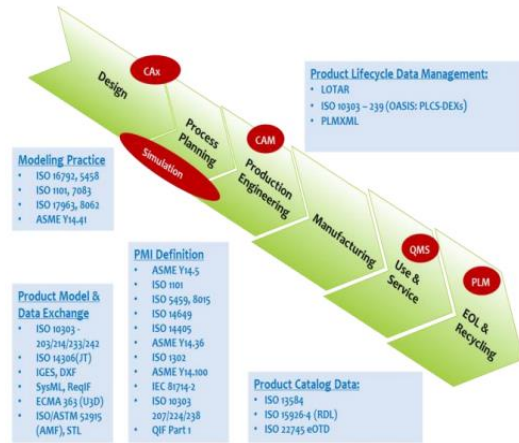 Design
CAx
Process
Planning
Simulation
CAM
Production
Engineering
Manufacturing
QMS
Use &
Service
PLM
EOL &
Recycling
Product Lifecycle Data Management:
• LOTAR
• ISO 10303 – 239 (OASIS: PLCS-DEXs)
• PLMXML
Modeling Practice
• ISO 16792, 5458
• ISO 1101, 7083
• ISO 17963, 8062
• ASME Y14.41
PMI Definition
• ASME Y14.5
• ISO 1101
• ISO 5459, 8015
• ISO 14649
• ISO 14405
• ASME Y14.36
• ISO 1302
• ASME Y14.100
• IEC 81714-2
• ISO 10303
207/224/238
• QIF Part 1
Product Model &
Data Exchange
• ISO 10303 -
203/214/233/242
• ISO 14306(JT)
• IGES, DXF
• SysML, ReqIF
• ECMA 363 (U3D)
• ISO/ASTM 52915
(AMF), STL
Product Catalog Data:
• ISO 13584
• ISO 15926-4 (RDL)
• ISO 22745 eOTD